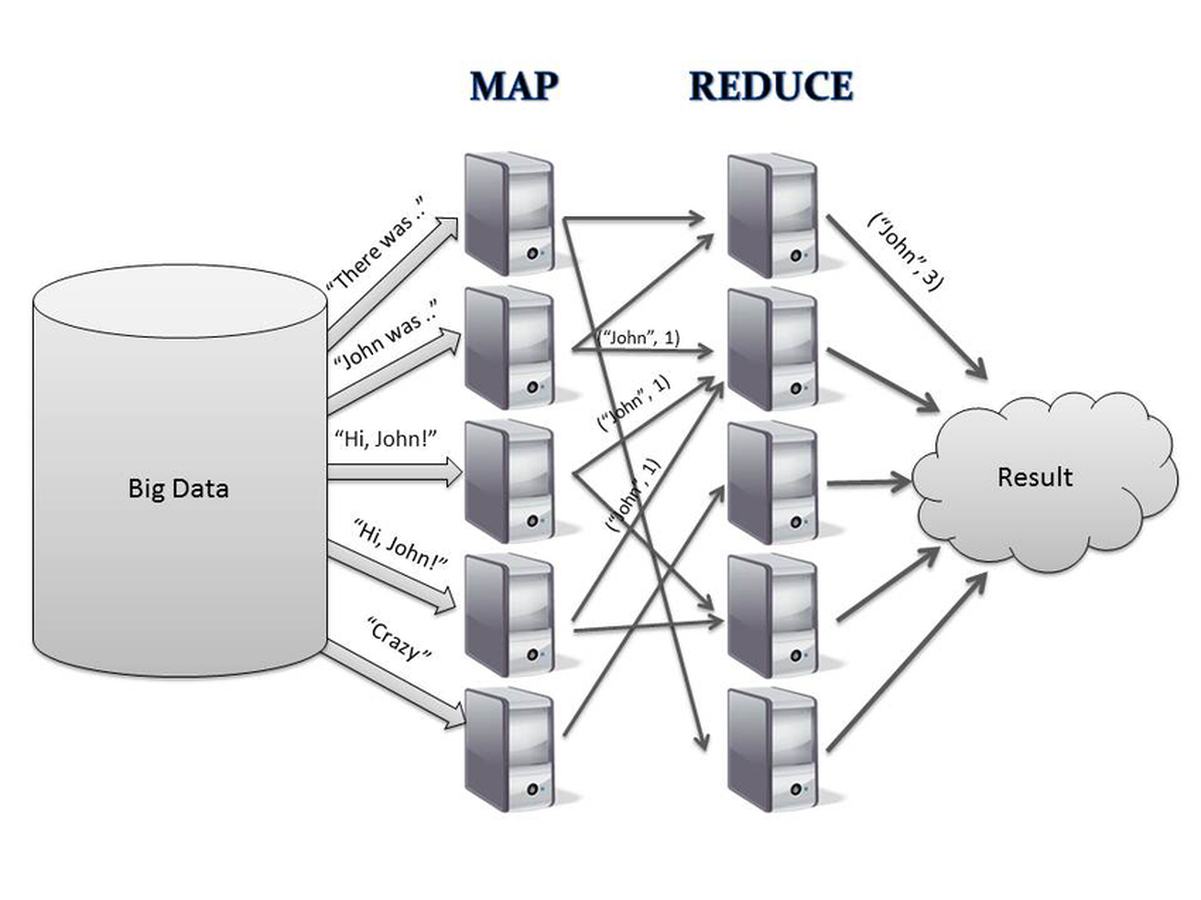 MAP
REDUCE
“There was ..”
“John was ..”
“Hi, John!”
“Hi, John!”
“Crazy”
Big Data
(“John”, 1)
(“John”, 1)
(“John”, 1)
(“John”, 3)
Result